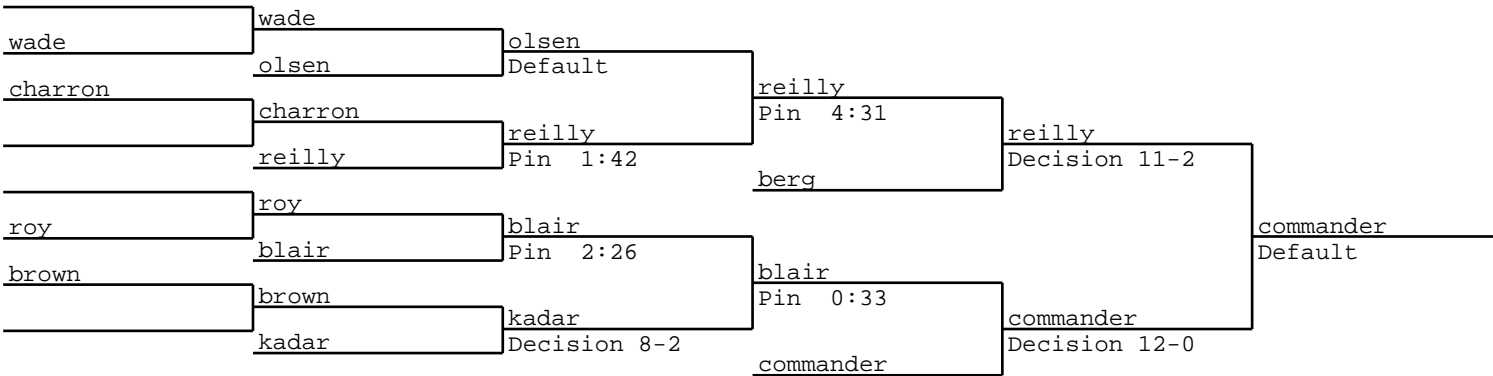 wade
wade
olsen
olsen
Default
charron
charron
reilly
reilly
Pin  1:42
reilly
Pin  4:31
berg
reilly
Decision 11-2
roy
roy
blair
blair
Pin  2:26
brown
brown
kadar
kadar
Decision 8-2
blair
Pin  0:33
commander
commander
Decision 12-0
commander
Default